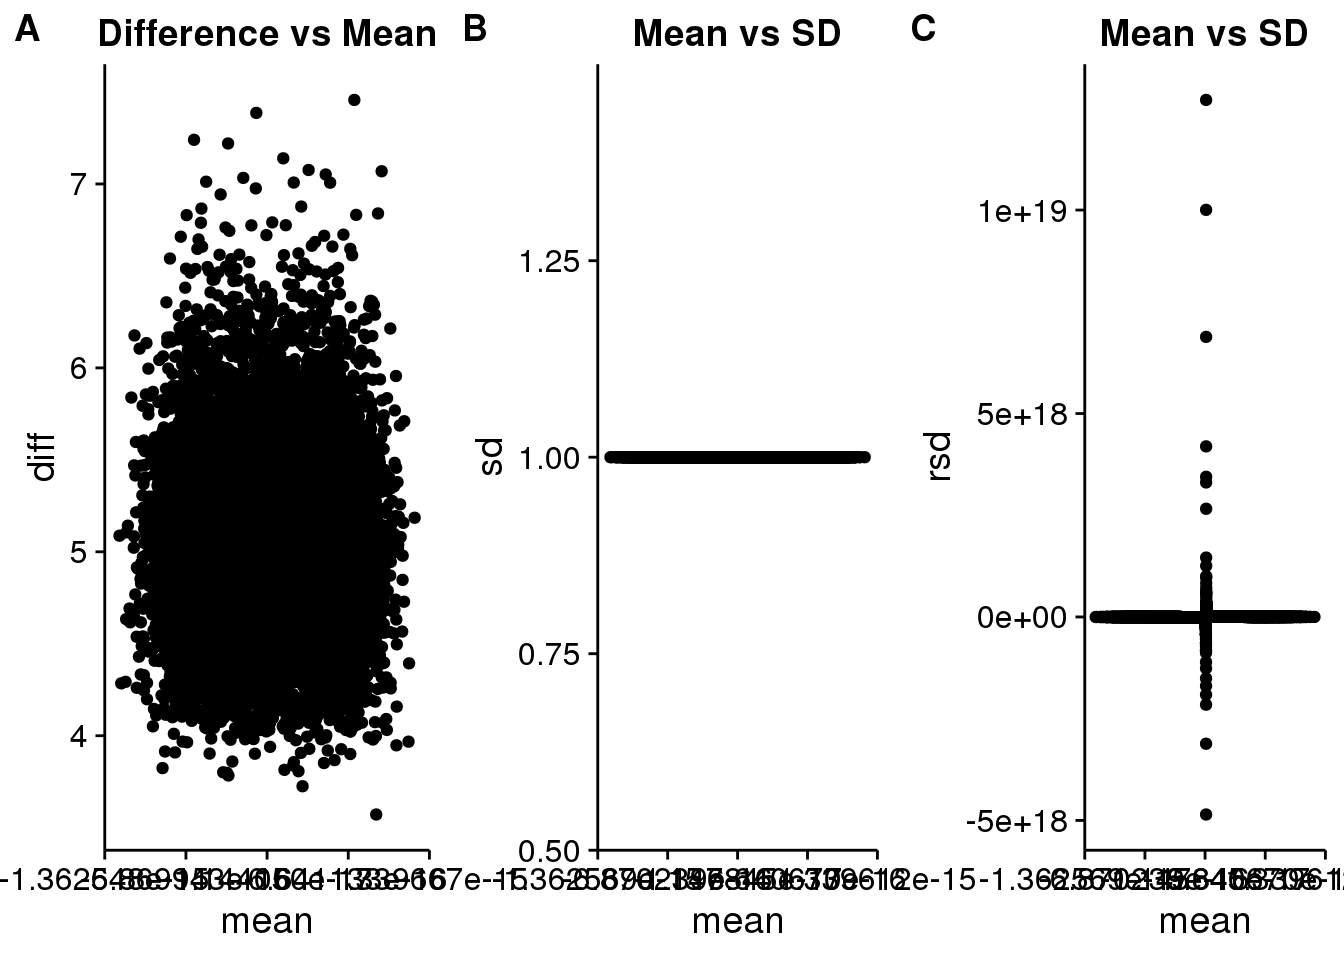 A
Difference vs Mean
diff
7
6
5
4
mean
B
Mean vs SD
sd
1.25
1.00
0.75
0.50
mean
C
Mean vs SD
rsd
1e+19
5e+18
0e+00
-5e+18
mean